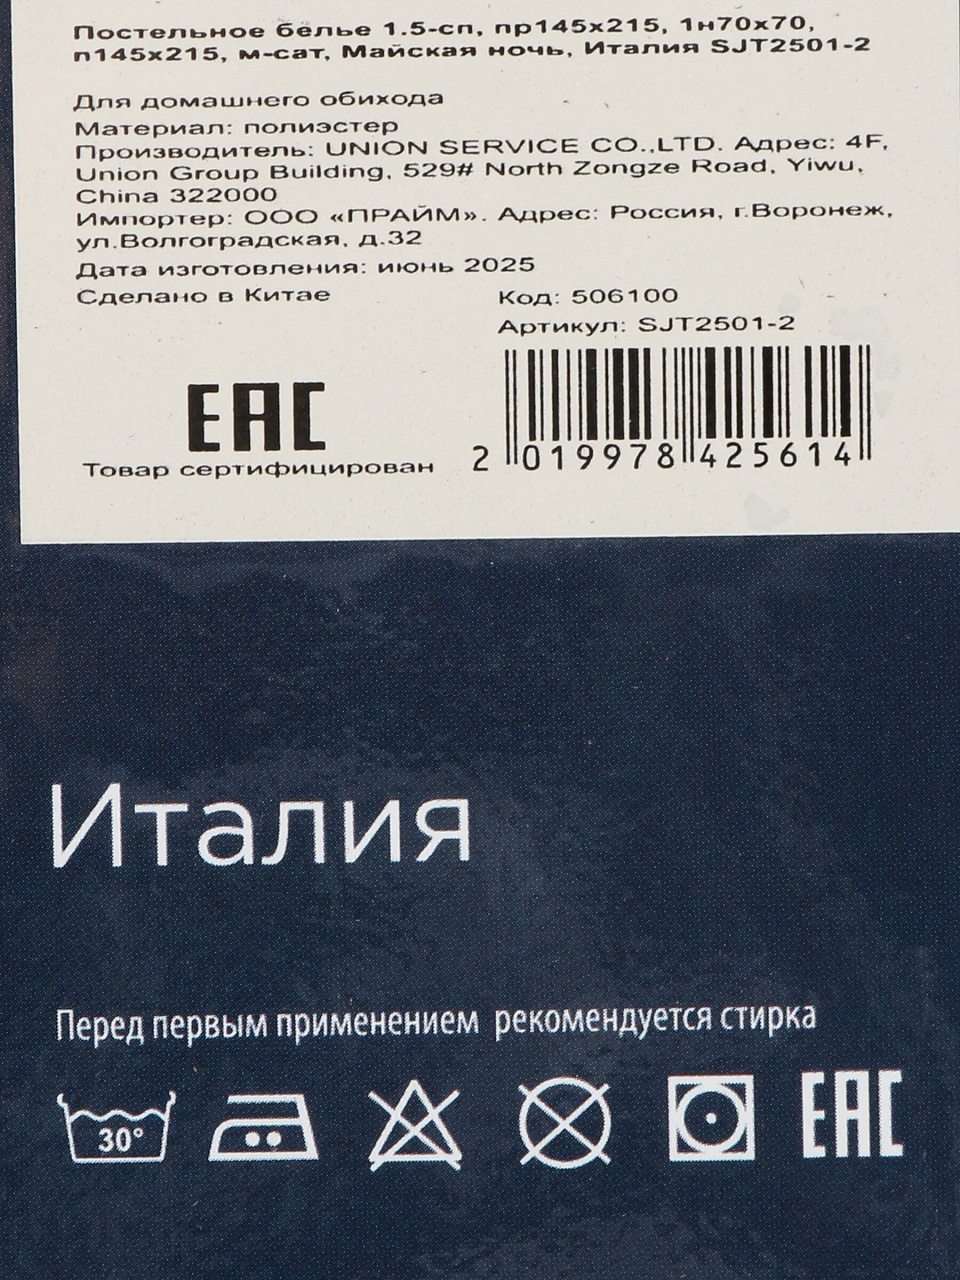 Постельное белье 1.5-сп, пр145х215, 1н70х70,
п145х215, м-сат, Майская ночь, Италия SJT2501-2
Для домашнего обихода
Материал: полиэстер
Производитель: UNION SERVICE CO.,LTD. Адрес: 4F,
Union Group Building, 529# North Zongze Road, Yiwu,
China 322000
Импортер: ООО «ПРАЙМ». Адрес: Россия, г.Воронеж,
ул.Волгоградская, д.32
Дата изготовления: июнь 2025
Сделано в Китае
Код: 506100
Артикул: SJT2501-2
EAC
Товар сертифицирован
2 019978 425614
Италия
Перед первым применением рекомендуется стирка
30°
EAC